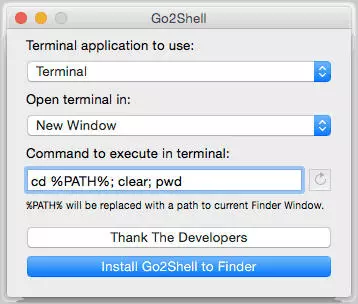 Go2Shell
Terminal application to use:
Terminal
Open terminal in:
New Window
Command to execute in terminal:
cd %PATH%; clear; pwd
%PATH% will be replaced with a path to current Finder Window.
Thank The Developers
Install Go2Shell to Finder